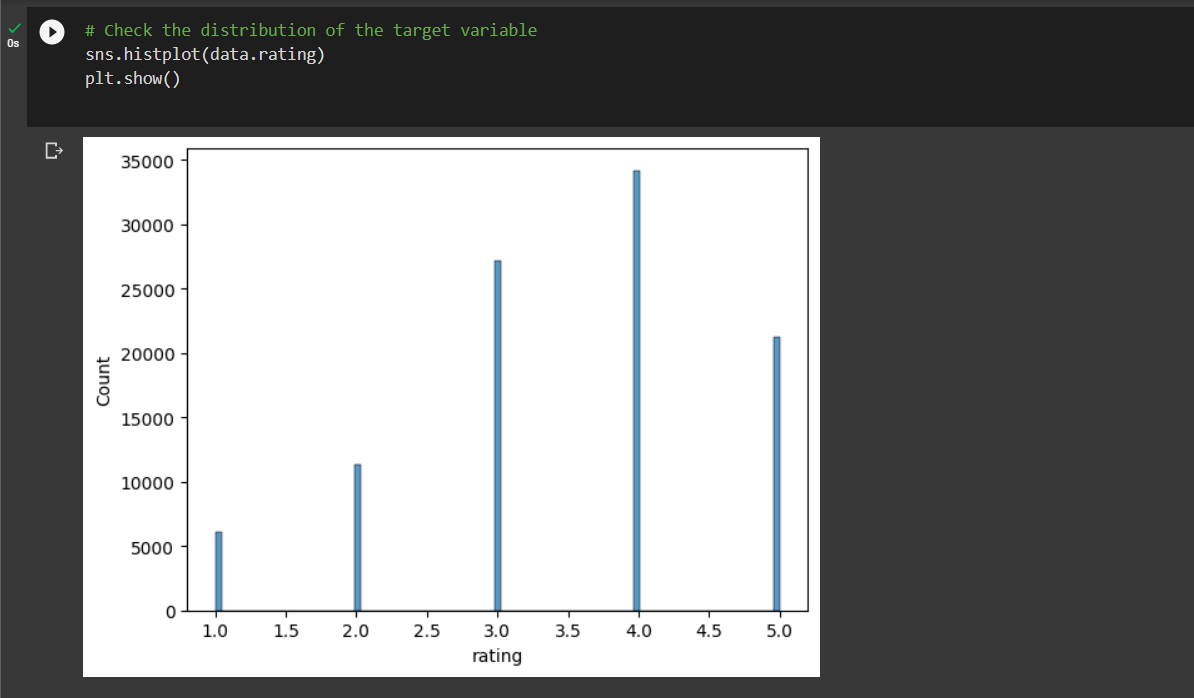 # Check the distribution of the target variable
0s
sns.histplot(data.rating)
plt.show()
35000
30000
25000
20000
15000
10000
5000
0
Count
1.0 1.5 2.0 2.5 3.0 3.5 4.0 4.5 5.0
rating